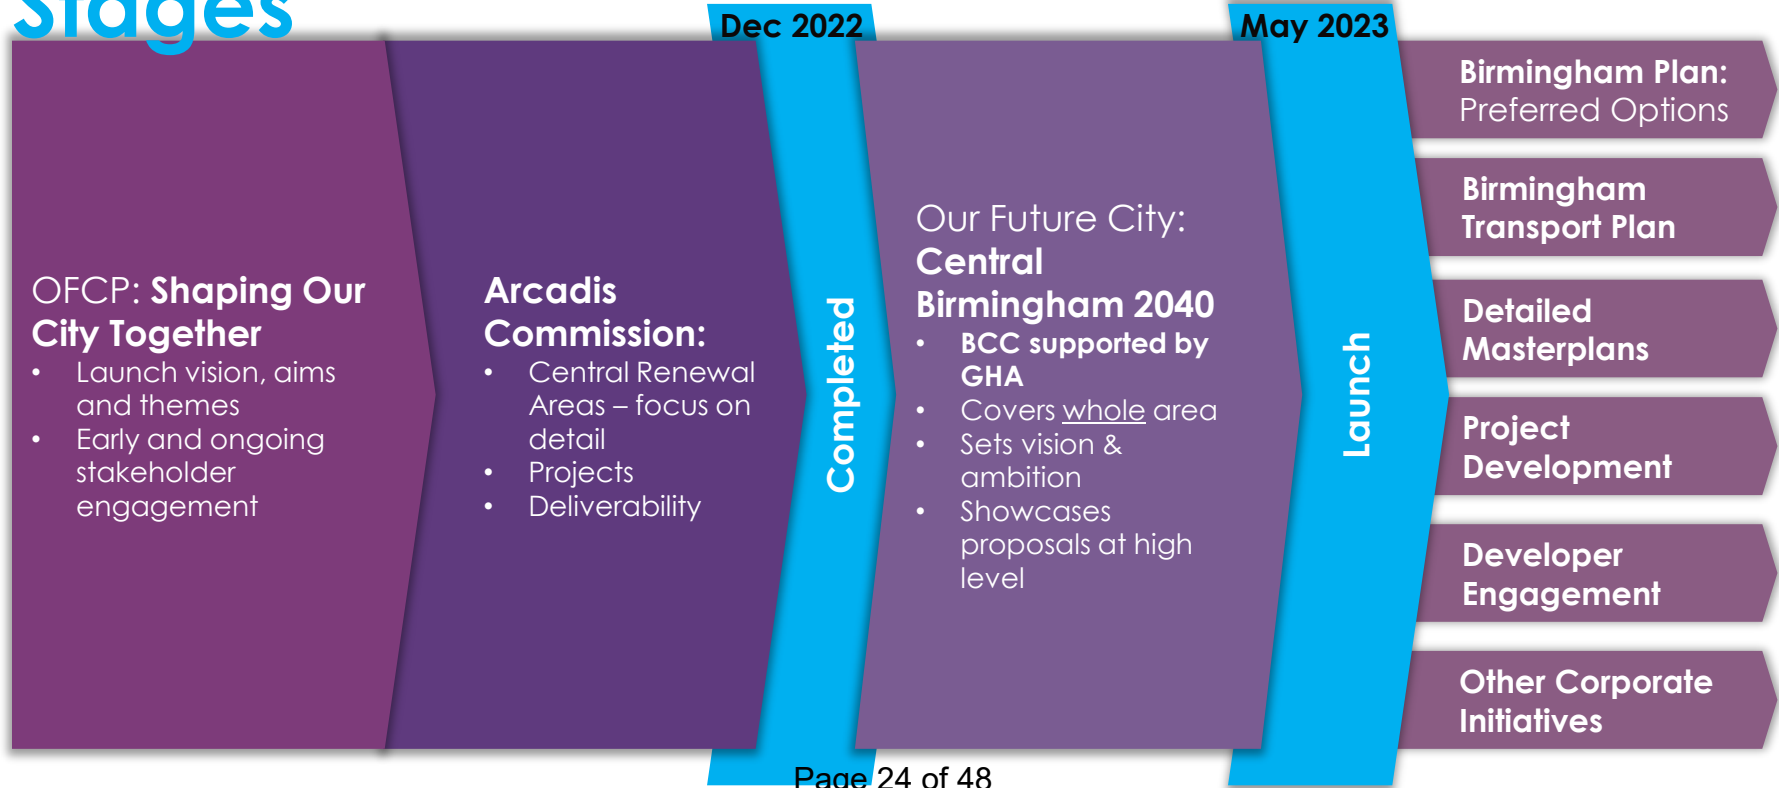 Stages
Dec 2022
May 2023
OFCP: Shaping Our
City Together
• Launch vision, aims
and themes
• Early and ongoing
stakeholder
engagement
Arcadis
Commission:
• Central Renewal
Areas – focus on
detail
• Projects
• Deliverability
Completed
Our Future City:
Central
Birmingham 2040
• BCC supported by
GHA
• Covers whole area
• Sets vision &
ambition
• Showcases
proposals at high
level
Launch
Birmingham Plan:
Preferred Options
Birmingham
Transport Plan
Detailed
Masterplans
Project
Development
Developer
Engagement
Other Corporate
Initiatives
Page 24 of 48